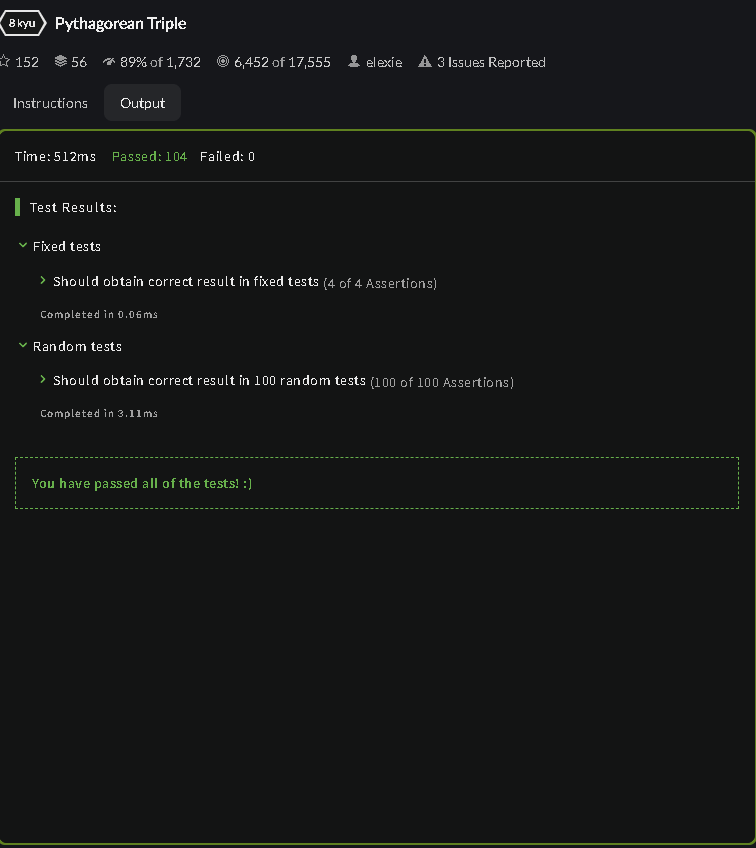 8 kyu Pythagorean Triple
152 56 89% of 1,732 6,452 of 17,555 elexie 3 Issues Reported
Instructions Output
Time: 512ms Passed: 104 Failed: 0
Test Results:
Fixed tests
Should obtain correct result in fixed tests (4 of 4 Assertions)
Completed in 0.06ms
Random tests
Should obtain correct result in 100 random tests (100 of 100 Assertions)
Completed in 3.11ms
You have passed all of the tests! :)